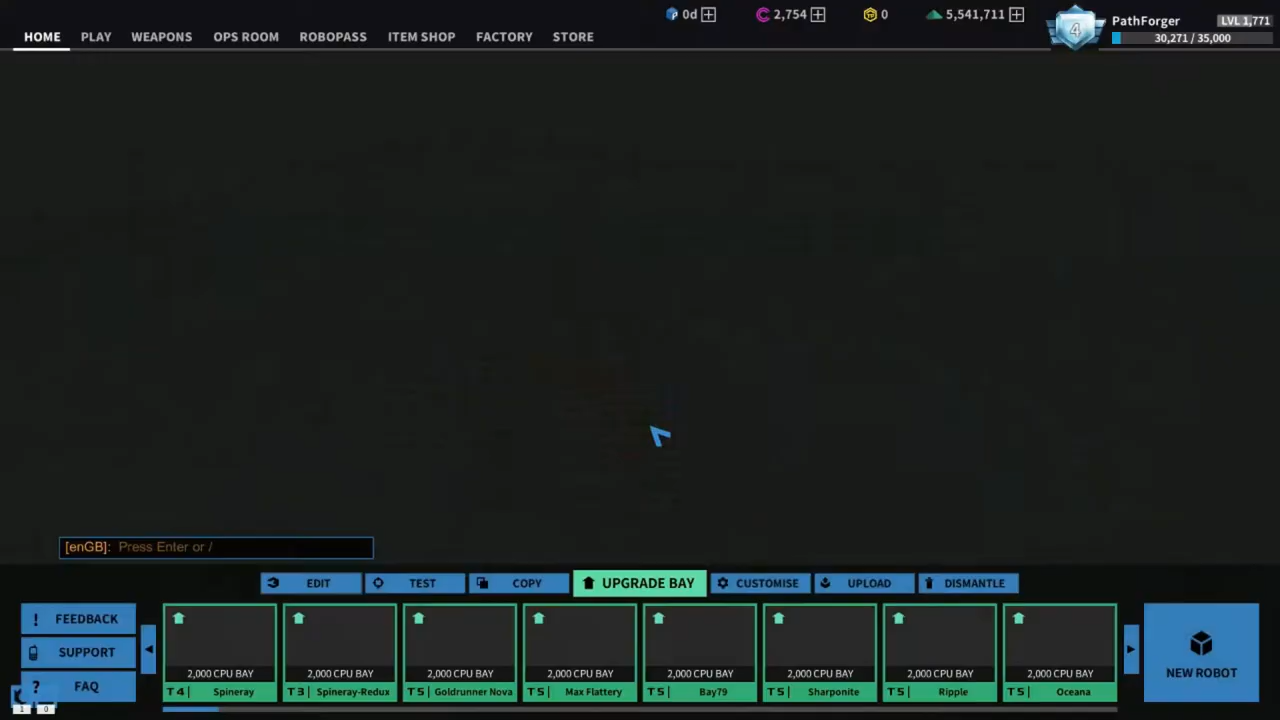 0d
2,754
0
5,541,711
4
PathForger
LVL 1,771
30,271 / 35,000
HOME
PLAY
WEAPONS
OPS ROOM
ROBOPASS
ITEM SHOP
FACTORY
STORE
[enGB]: Press Enter or /
EDIT
TEST
COPY
UPGRADE BAY
CUSTOMISE
UPLOAD
DISMANTLE
! FEEDBACK
SUPPORT
? FAQ
1 0
2,000 CPU BAY
T4 | Spineray
2,000 CPU BAY
T3 | Spineray-Redux
2,000 CPU BAY
T5 | Goldrunner Nova
2,000 CPU BAY
T5 | Max Flattery
2,000 CPU BAY
T5 | Bay79
2,000 CPU BAY
T5 | Sharponite
2,000 CPU BAY
T5 | Ripple
2,000 CPU BAY
T5 | Oceana
NEW ROBOT